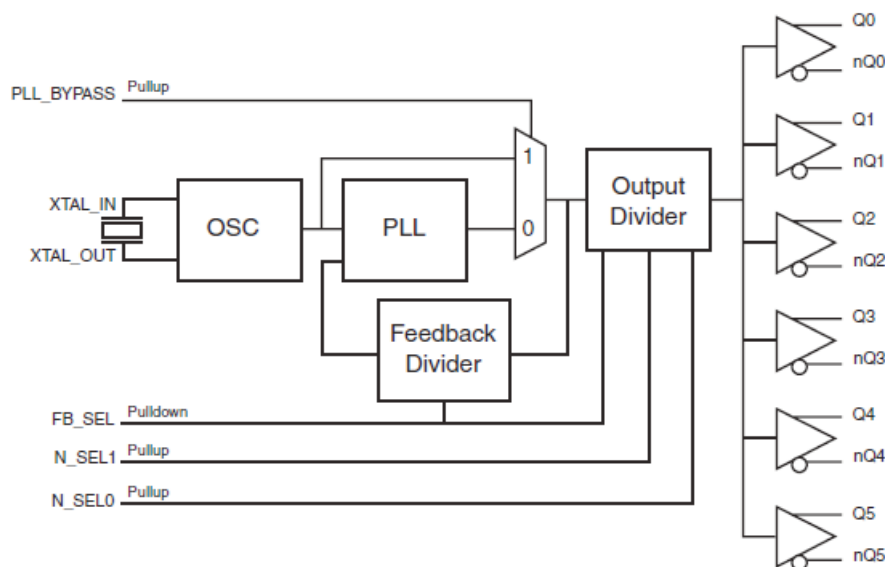 PLL_BYPASS Pullup
XTAL_IN
XTAL_OUT
OSC
PLL
1
0
Output
Divider
Feedback
Divider
FB_SEL Pulldown
N_SEL1 Pullup
N_SEL0 Pullup
Q0
nQ0
Q1
nQ1
Q2
nQ2
Q3
nQ3
Q4
nQ4
Q5
nQ5